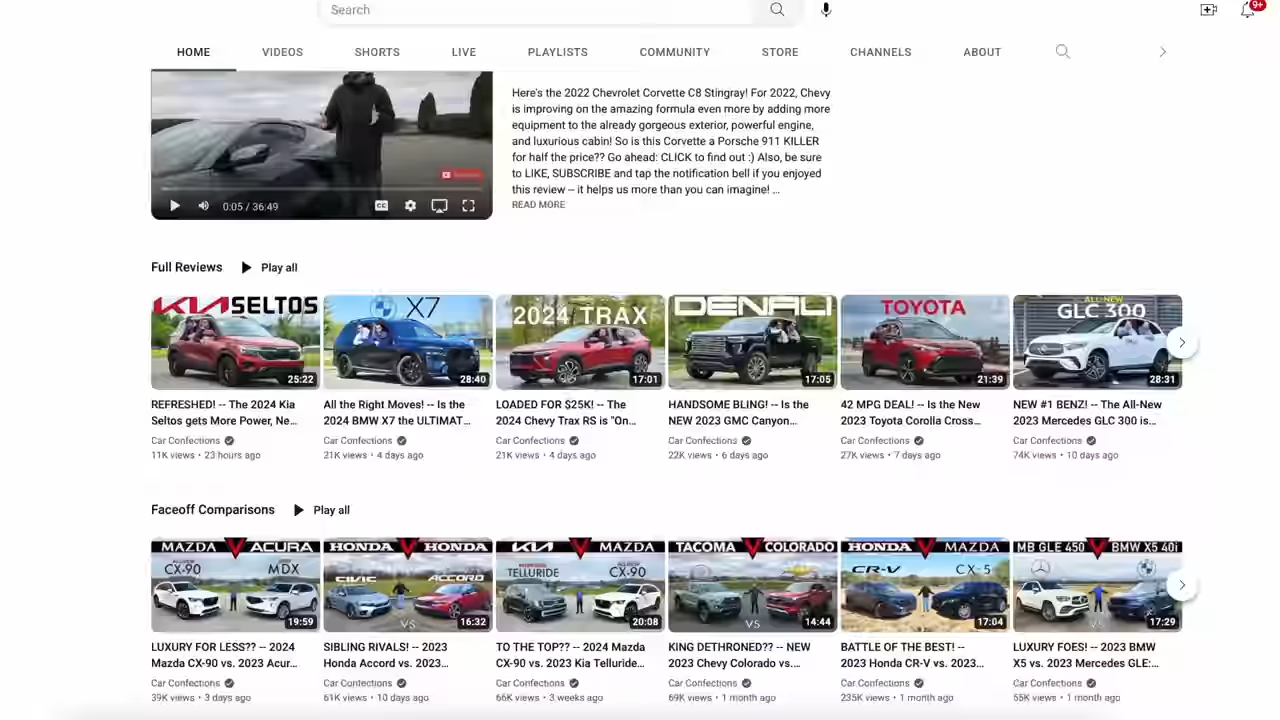 Search
9+
HOME VIDEOS SHORTS LIVE PLAYLISTS COMMUNITY STORE CHANNELS ABOUT
Here's the 2022 Chevrolet Corvette C8 Stingray! For 2022, Chevy
is improving on the amazing formula even more by adding more
equipment to the already gorgeous exterior, powerful engine,
and luxurious cabin! So is this Corvette a Porsche 911 KILLER
for half the price?? Go ahead: CLICK to find out :) Also, be sure
to LIKE, SUBSCRIBE and tap the notification bell if you enjoyed
this review -- it helps us more than you can imagine! ...
READ MORE
CC
0:05 / 36:49
Full Reviews Play all
KIA SELTOS
25:22
REFRESHED! -- The 2024 Kia
Seltos gets More Power, Ne...
Car Confections
11K views • 23 hours ago
X7
28:40
All the Right Moves! -- Is the
2024 BMW X7 the ULTIMAT...
Car Confections
21K views • 4 days ago
2024 TRAX
17:01
LOADED FOR $25K! -- The
2024 Chevy Trax RS is "On...
Car Confections
21K views • 4 days ago
DENALI
17:05
HANDSOME BLING! -- Is the
NEW 2023 GMC Canyon...
Car Confections
22K views • 6 days ago
TOYOTA
21:39
42 MPG DEAL! -- Is the New
2023 Toyota Corolla Cross...
Car Confections
27K views • 7 days ago
ALL-NEW
GLC 300
28:31
NEW #1 BENZ! -- The All-New
2023 Mercedes GLC 300 is...
Car Confections
74K views • 10 days ago
Faceoff Comparisons Play all
MAZDA V ACURA
CX-90 MDX
19:59
LUXURY FOR LESS?? -- 2024
Mazda CX-90 vs. 2023 Acur...
Car Confections
39K views • 3 days ago
HONDA V HONDA
CIVIC ACCORD
VS
16:32
SIBLING RIVALS! -- 2023
Honda Accord vs. 2023...
Car Confections
61K views • 10 days ago
KIA V MAZDA
TELLURIDE CX-90
20:08
TO THE TOP?? -- 2024 Mazda
CX-90 vs. 2023 Kia Telluride...
Car Confections
66K views • 3 weeks ago
TACOMA V COLORADO
VS
14:44
KING DETHRONED?? -- NEW
2023 Chevy Colorado vs....
Car Confections
69K views • 1 month ago
HONDA V MAZDA
CR-V CX-5
17:04
BATTLE OF THE BEST! --
2023 Honda CR-V vs. 2023...
Car Confections
235K views • 1 month ago
MB GLE 450 V BMW X5 40i
VS
17:29
LUXURY FOES! -- 2023 BMW
X5 vs. 2023 Mercedes GLE:...
Car Confections
55K views • 1 month ago